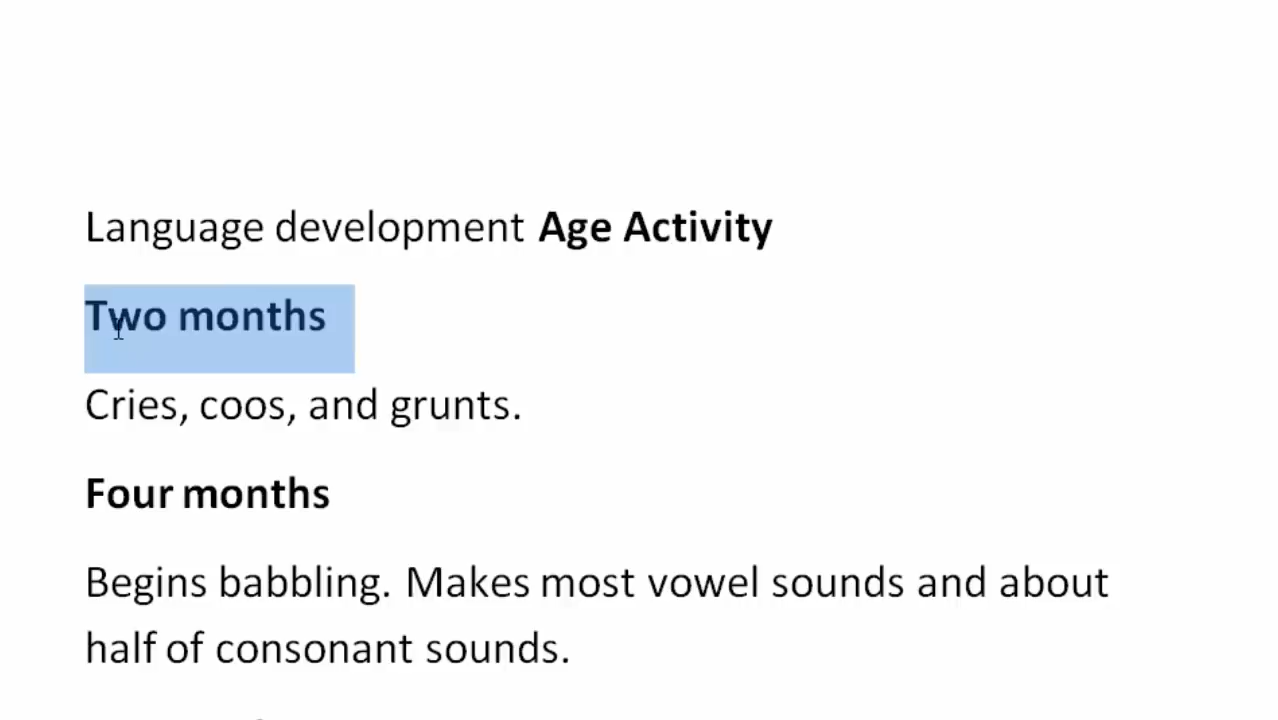 Language development Age Activity
Two months
Cries, coos, and grunts.
Four months
Begins babbling. Makes most vowel sounds and about
half of consonant sounds.